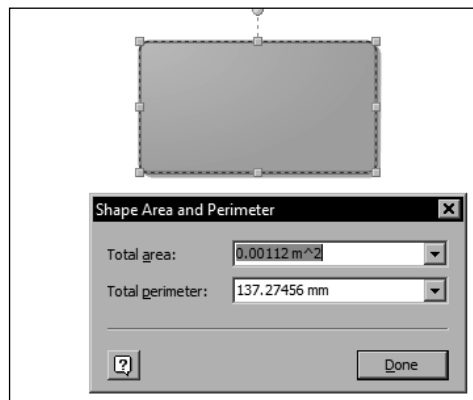 Shape Area and Perimeter
Total area: 0.00112 m^2
Total perimeter: 137.27456 mm
? Done